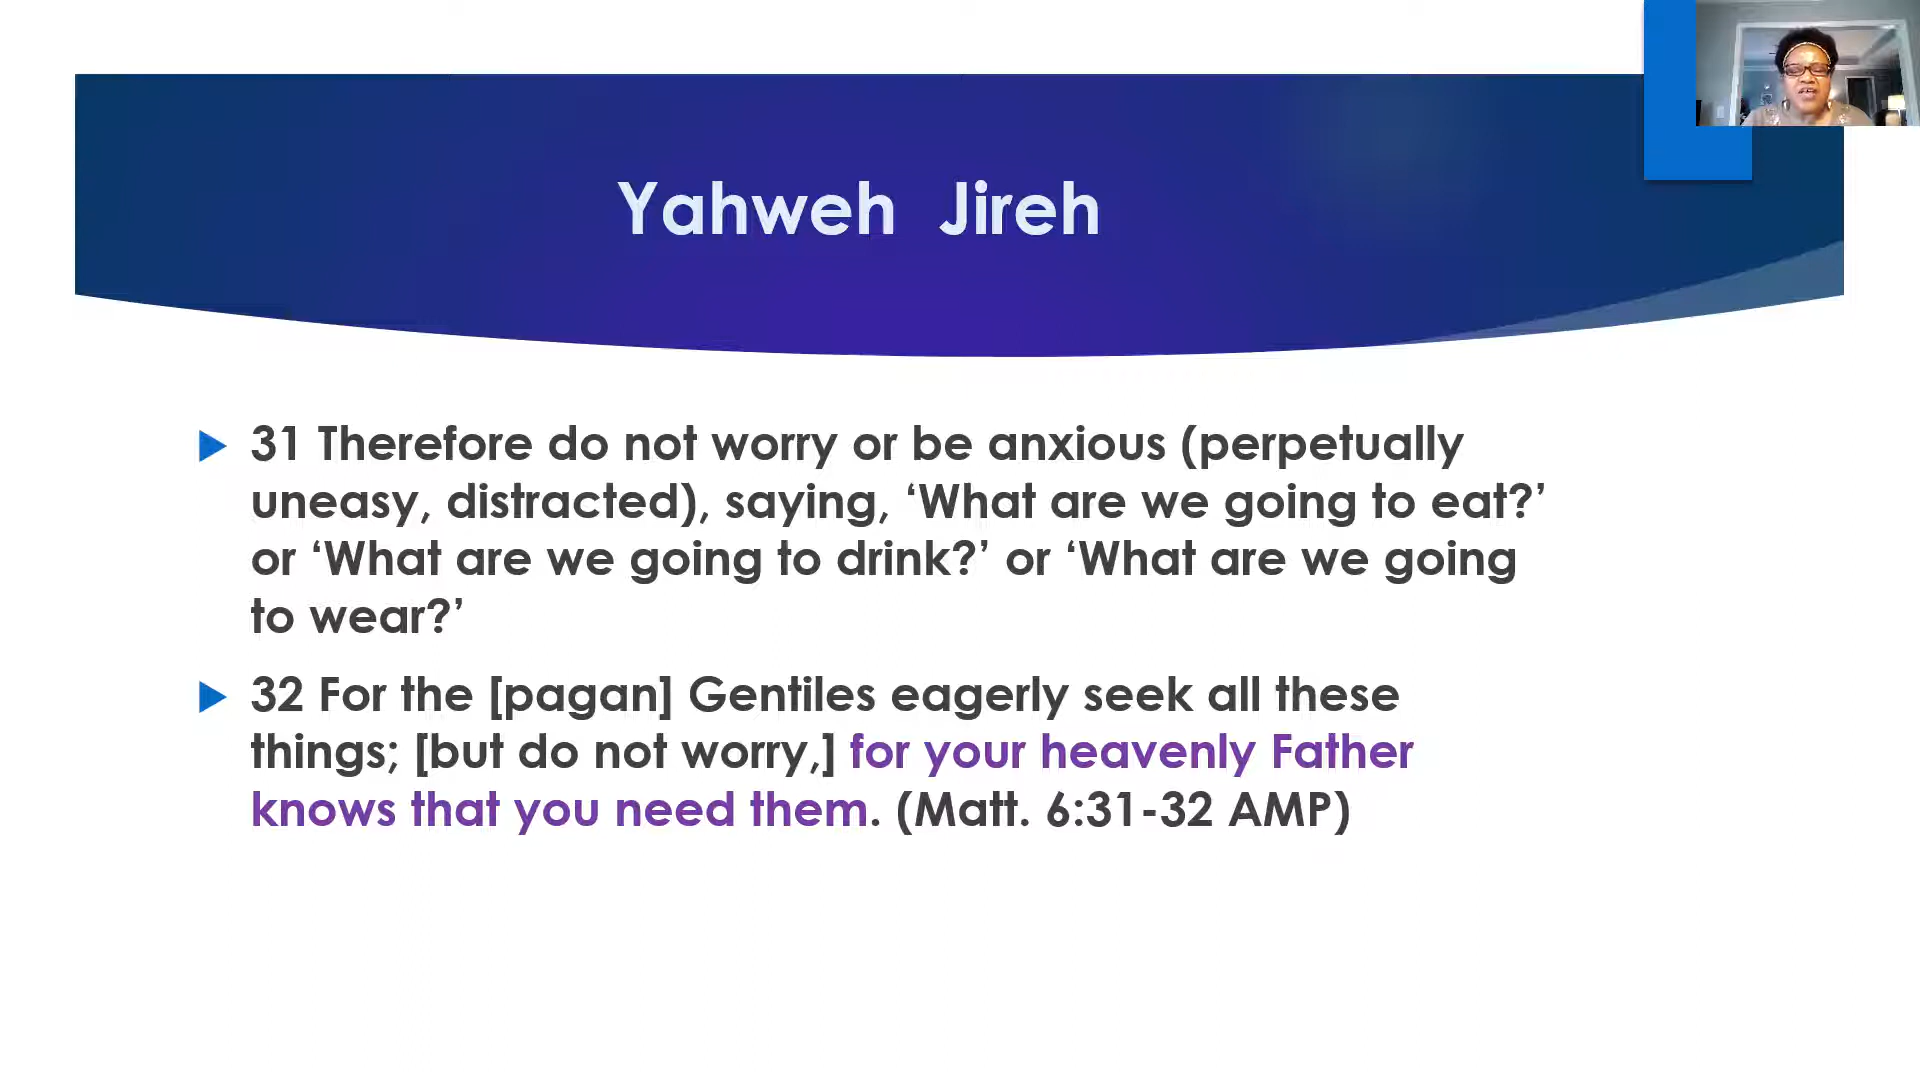 Yahweh Jireh
31 Therefore do not worry or be anxious (perpetually
uneasy, distracted), saying, ‘What are we going to eat?’
or ‘What are we going to drink?’ or ‘What are we going
to wear?’
32 For the [pagan] Gentiles eagerly seek all these
things; [but do not worry,] for your heavenly Father
knows that you need them. (Matt. 6:31-32 AMP)